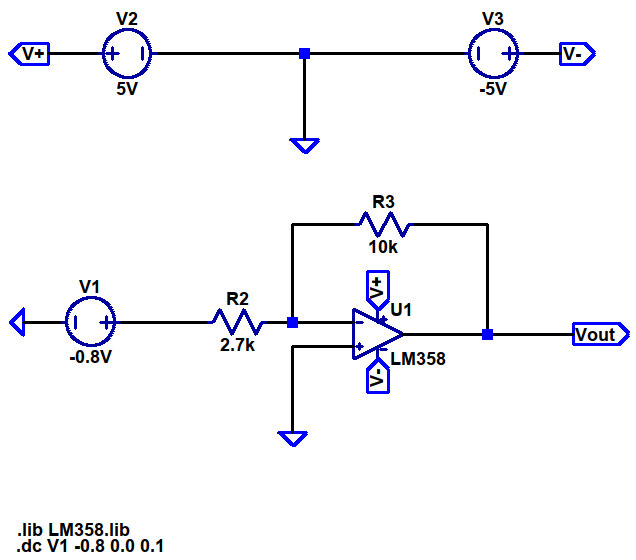 V2
V3
V+
V-
5V
-5V
R3
10k
V1
R2
V+
U1
-0.8V
2.7k
Vout
LM358
V-
.lib LM358.lib
.dc V1 -0.8 0.0 0.1